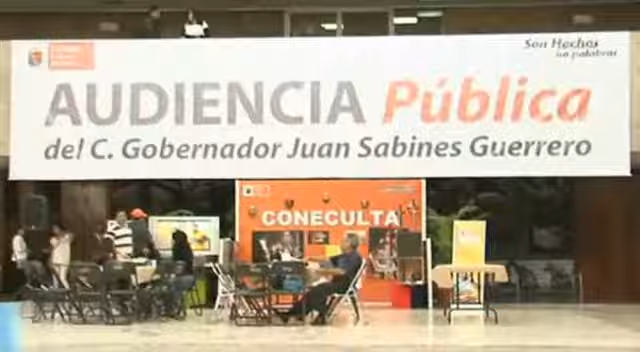 Son Hechos
no palabras
AUDIENCIA Pública
del C. Gobernador Juan Sabines Guerrero
CONECULTA